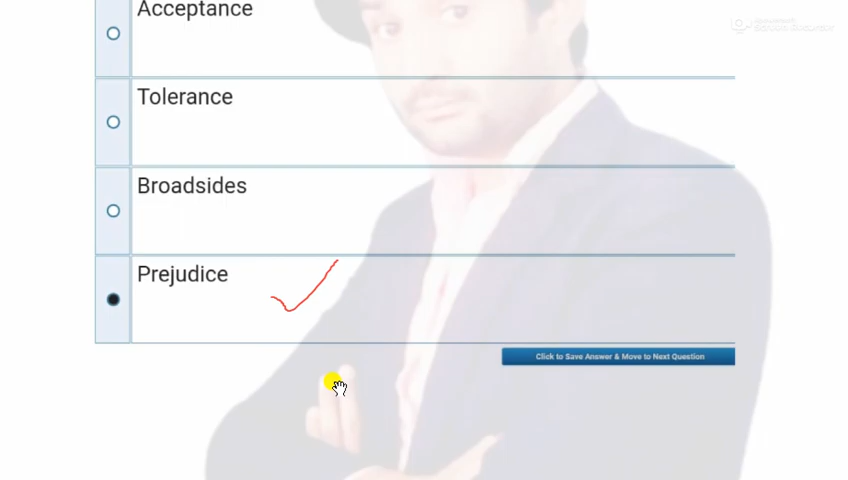 Acceptance
Tolerance
Broadsides
Prejudice
Click to Save Answer & Move to Next Question